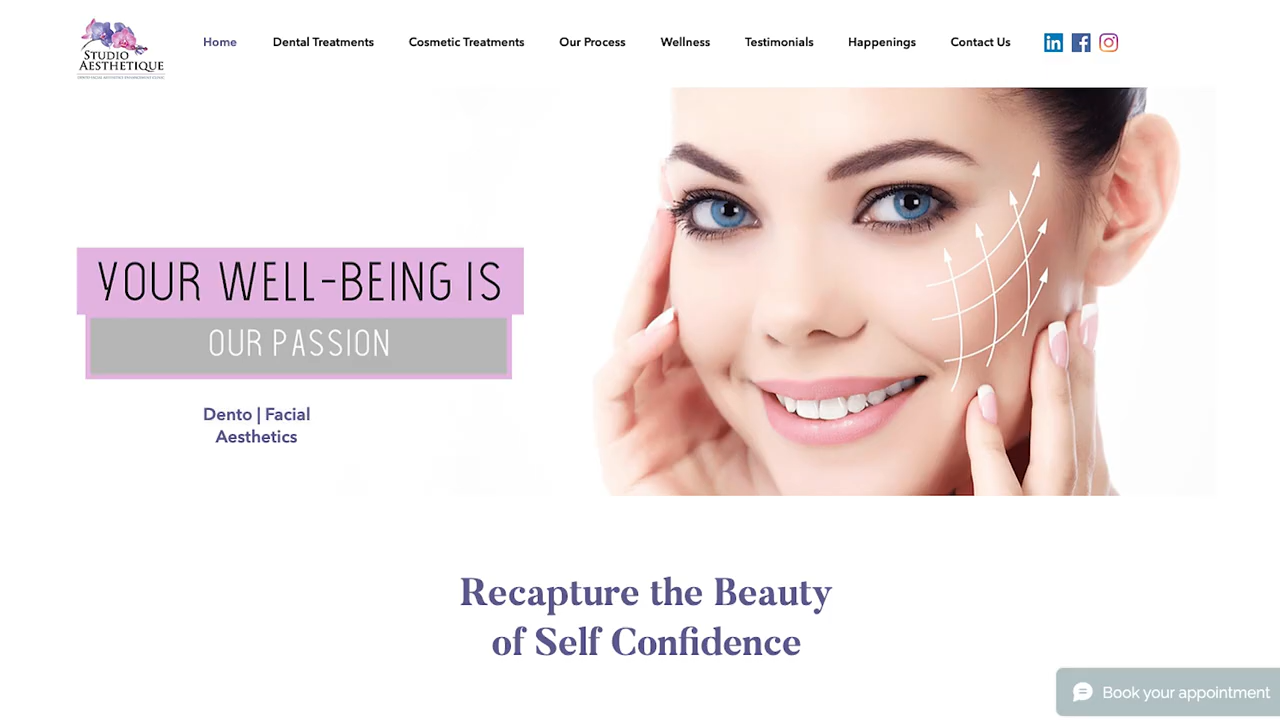 Studio
Aesthetique
Home
Dental Treatments
Cosmetic Treatments
Our Process
Wellness
Testimonials
Happenings
Contact Us
in
YOUR WELL-BEING IS
OUR PASSION
Dento | Facial
Aesthetics
Recapture the Beauty
of Self Confidence
Book your appointment